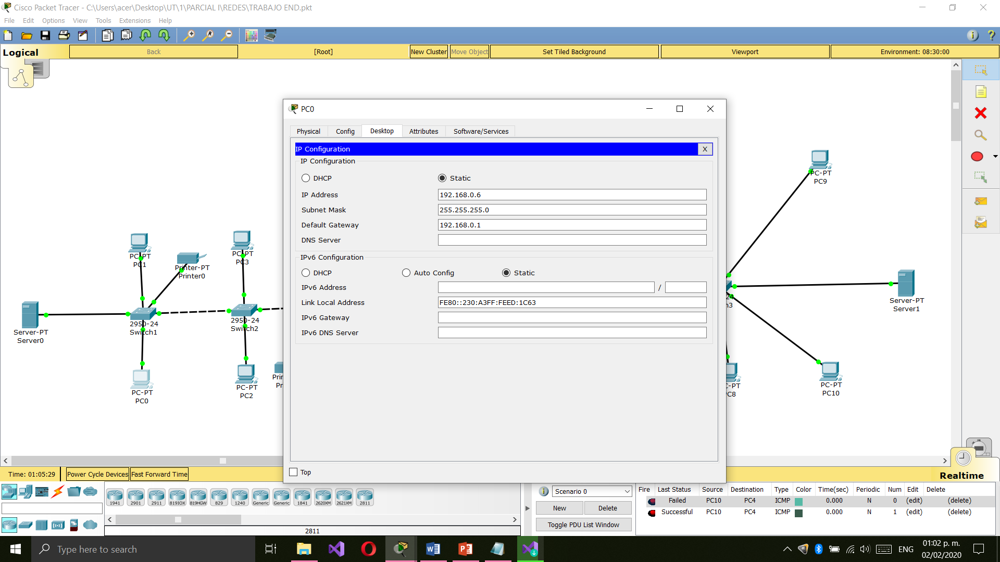 Cisco Packet Tracer - C:\Users\acer\Desktop\UT\1\PARCIAL I\REDES\TRABAJO END.pkt
File Edit Options View Tools Extensions Help
Logical Back [Root] New Cluster Move Object Set Tiled Background Viewport Environment: 08:30:00
PC0
Physical Config Desktop Attributes Software/Services
IP Configuration X
IP Configuration
DHCP Static
IP Address 192.168.0.6
Subnet Mask 255.255.255.0
Default Gateway 192.168.0.1
DNS Server
IPv6 Configuration
DHCP Auto Config Static
IPv6 Address /
Link Local Address FE80::230:A3FF:FEED:1C63
IPv6 Gateway
IPv6 DNS Server
Top
PC-PT
PC1
Printer-PT
Printer0
PC-PT
PC3
Server-PT
Server0
2950-24
Switch1
2950-24
Switch2
PC-PT
PC0
PC-PT
PC2
Prin
Pr
PC-PT
PC9
24
h3
Server-PT
Server1
C-PT
C8
PC-PT
PC10
Time: 01:05:29 Power Cycle Devices Fast Forward Time Realtime
1941 2901 2911 819IOX 819HGW 829 1240 Generic Generic 1841 2620XM 2621XM 2811
2811
Scenario 0
New Delete
Toggle PDU List Window
Fire Last Status Source Destination Type Color Time(sec) Periodic Num Edit Delete
Failed PC10 PC4 ICMP 0.000 N 0 (edit) (delete)
Successful PC10 PC4 ICMP 0.000 N 1 (edit) (delete)
Type here to search
ENG
01:02 p. m.
02/02/2020